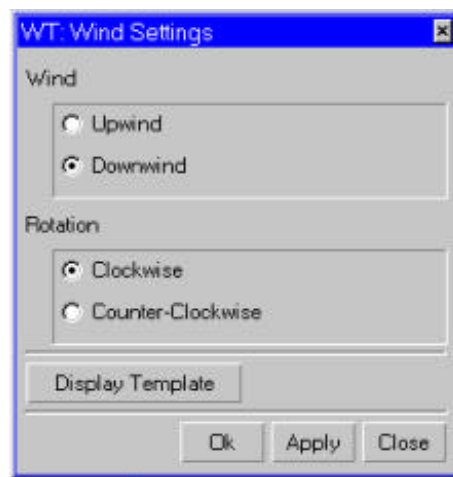 WT: Wind Settings
Wind
Upwind
Downwind
Rotation
Clockwise
Counter-Clockwise
Display Template
Ok Apply Close